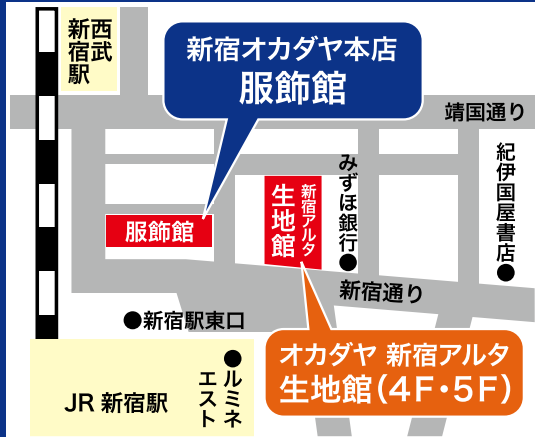 西武
新宿駅
新宿オカダヤ本店
服飾館
靖国通り
紀伊国屋書店●
みずほ銀行●
新宿アルタ
生地館
服飾館
新宿通り
●新宿駅東口
オカダヤ 新宿アルタ
生地館(4F・5F)
●ルミネ
エスト
JR 新宿駅